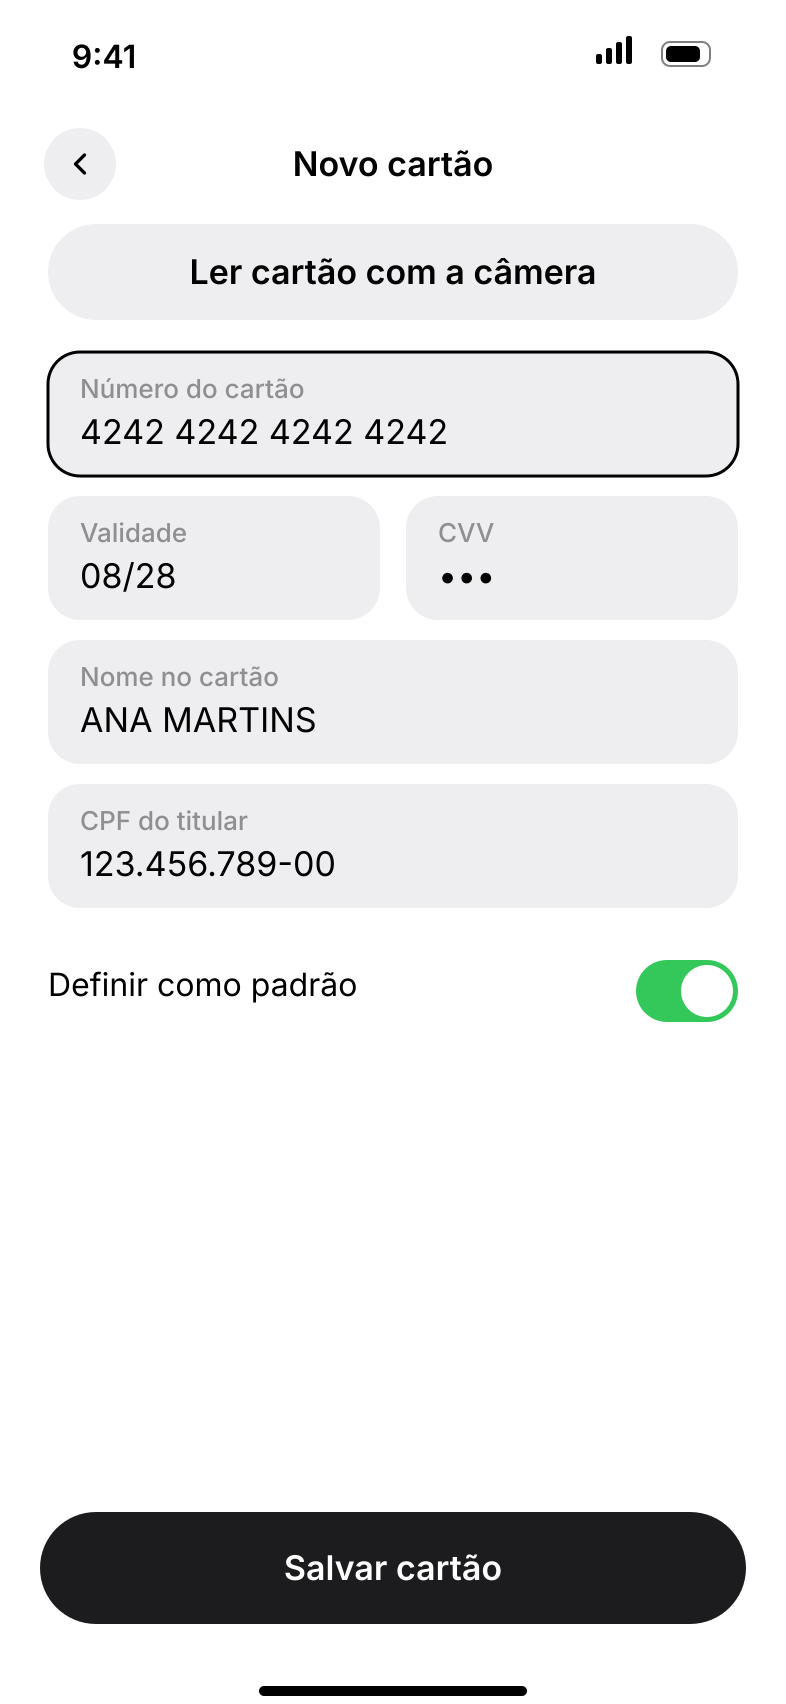 9:41
Novo cartão
Ler cartão com a câmera
Número do cartão
4242 4242 4242 4242
Validade
08/28
CVV
•••
Nome no cartão
ANA MARTINS
CPF do titular
123.456.789-00
Definir como padrão
Salvar cartão